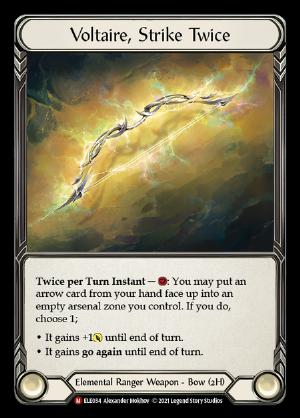 Voltaire, Strike Twice
Twice per Turn Instant — : You may put an
arrow card from your hand face up into an
empty arsenal zone you control. If you do,
choose 1;
• It gains +1 until end of turn.
• It gains go again until end of turn.
Elemental Ranger Weapon - Bow (2H)
M ELE034 Alexander Mokhov © 2021 Legend Story Studios